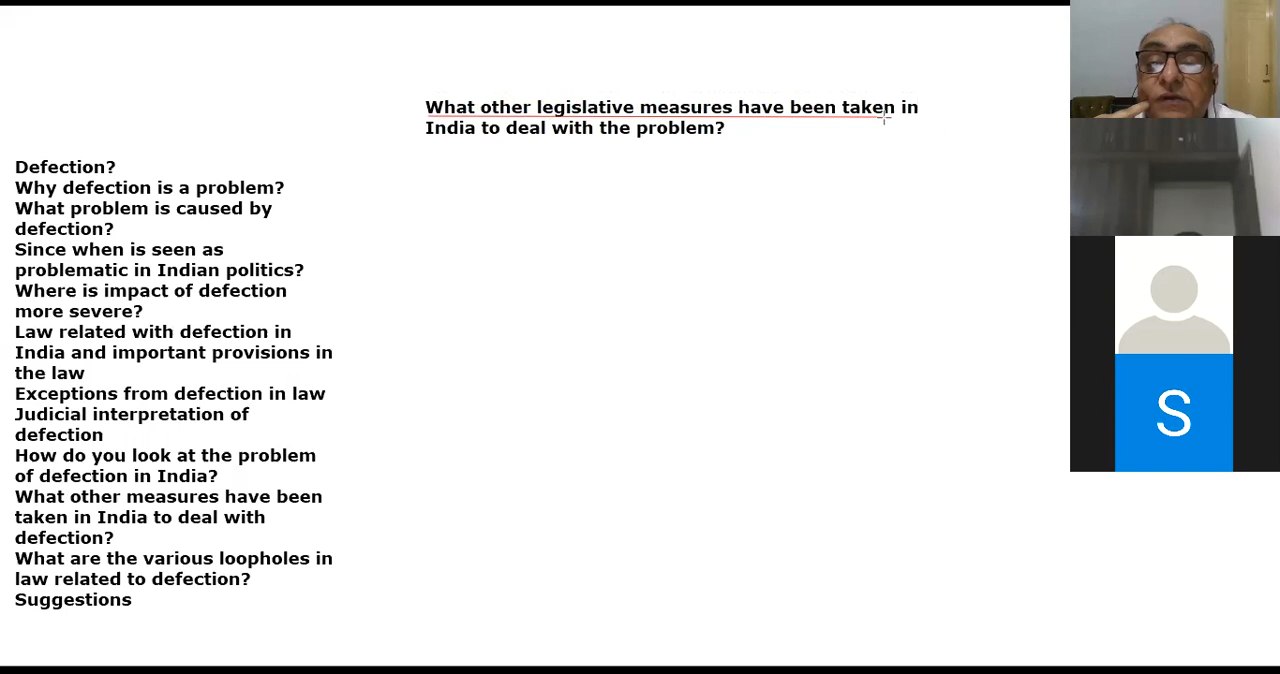 What other legislative measures have been taken in
India to deal with the problem?
Defection?
Why defection is a problem?
What problem is caused by
defection?
Since when is seen as
problematic in Indian politics?
Where is impact of defection
more severe?
Law related with defection in
India and important provisions in
the law
Exceptions from defection in law
Judicial interpretation of
defection
How do you look at the problem
of defection in India?
What other measures have been
taken in India to deal with
defection?
What are the various loopholes in
law related to defection?
Suggestions
S